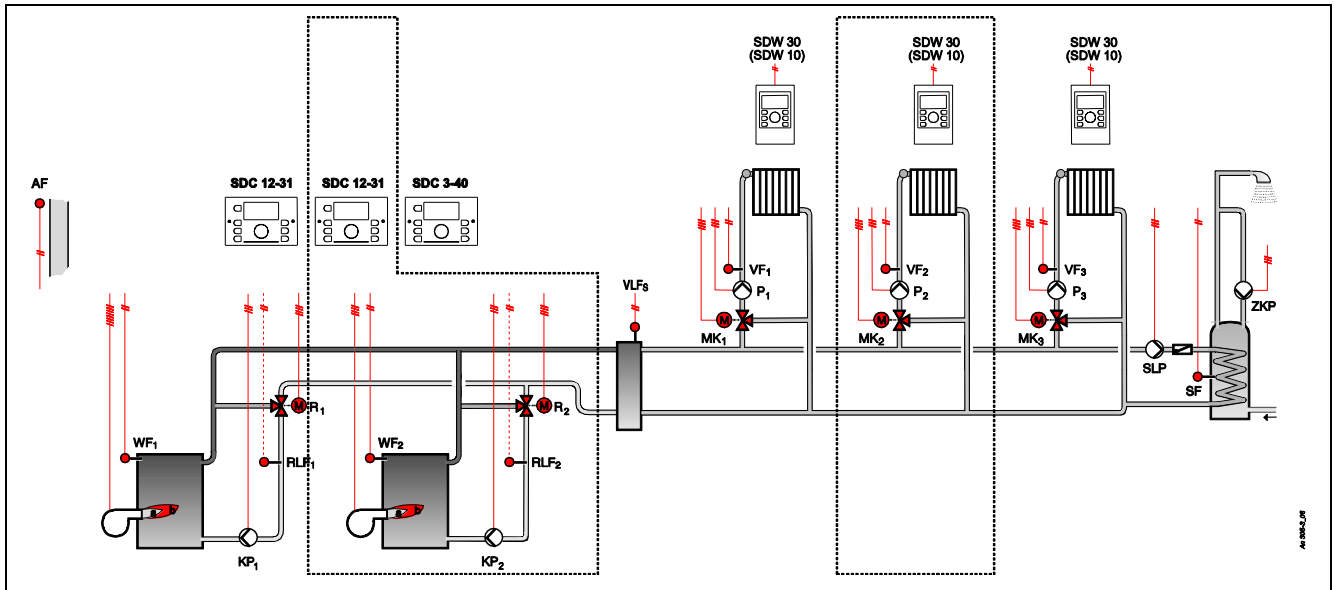 SDW 30
(SDW 10)
SDW 30
(SDW 10)
SDW 30
(SDW 10)
AF
SDC 12-31
SDC 12-31
SDC 3-40
VF1
VF2
VF3
VLFS
P1
P2
P3
ZKP
M
M
M
MK1
MK2
MK3
SLP
SF
M
R1
M
R2
WF1
RLF1
WF2
RLF2
KP1
KP2